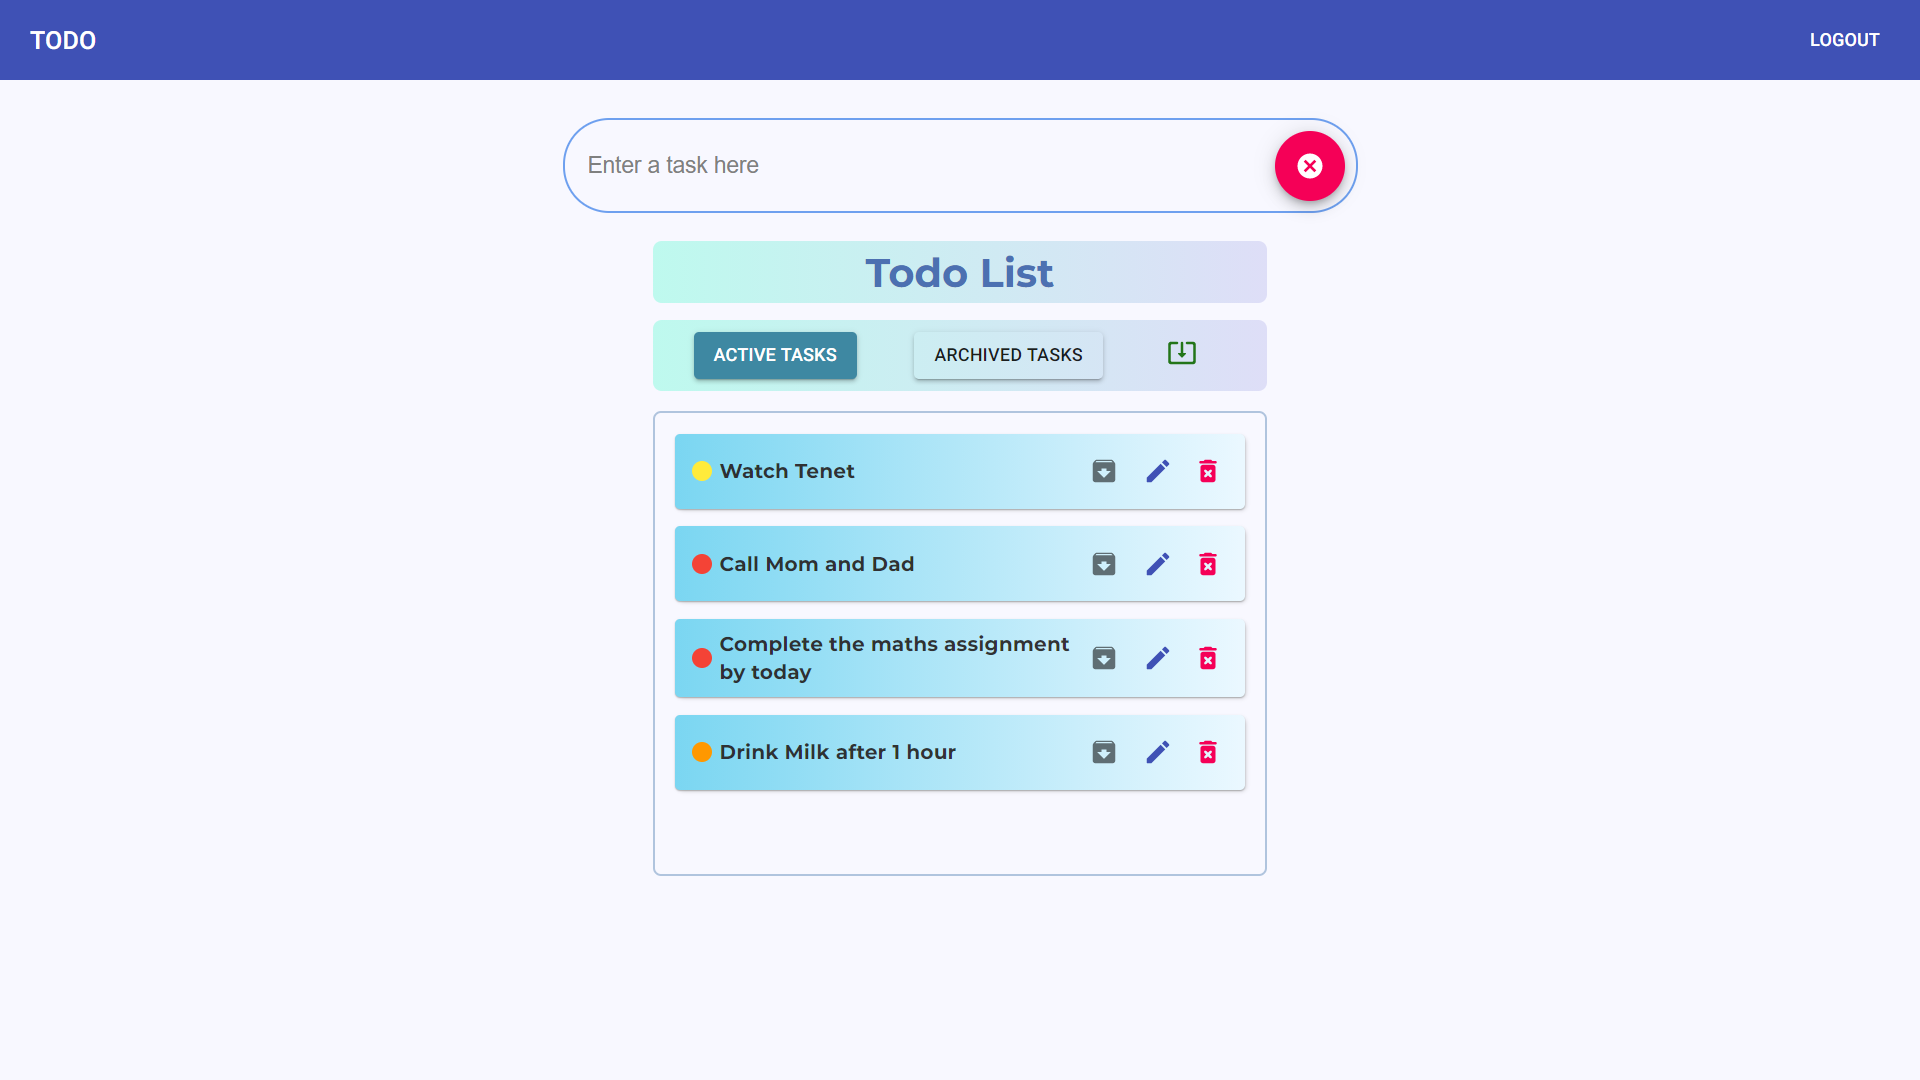 TODO
LOGOUT
Enter a task here
Todo List
ACTIVE TASKS
ARCHIVED TASKS
Watch Tenet
Call Mom and Dad
Complete the maths assignment
by today
Drink Milk after 1 hour